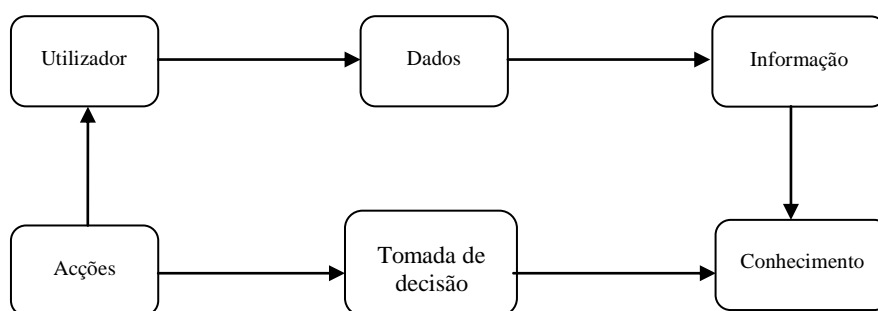 Utilizador
Dados
Informação
Acções
Tomada de
decisão
Conhecimento